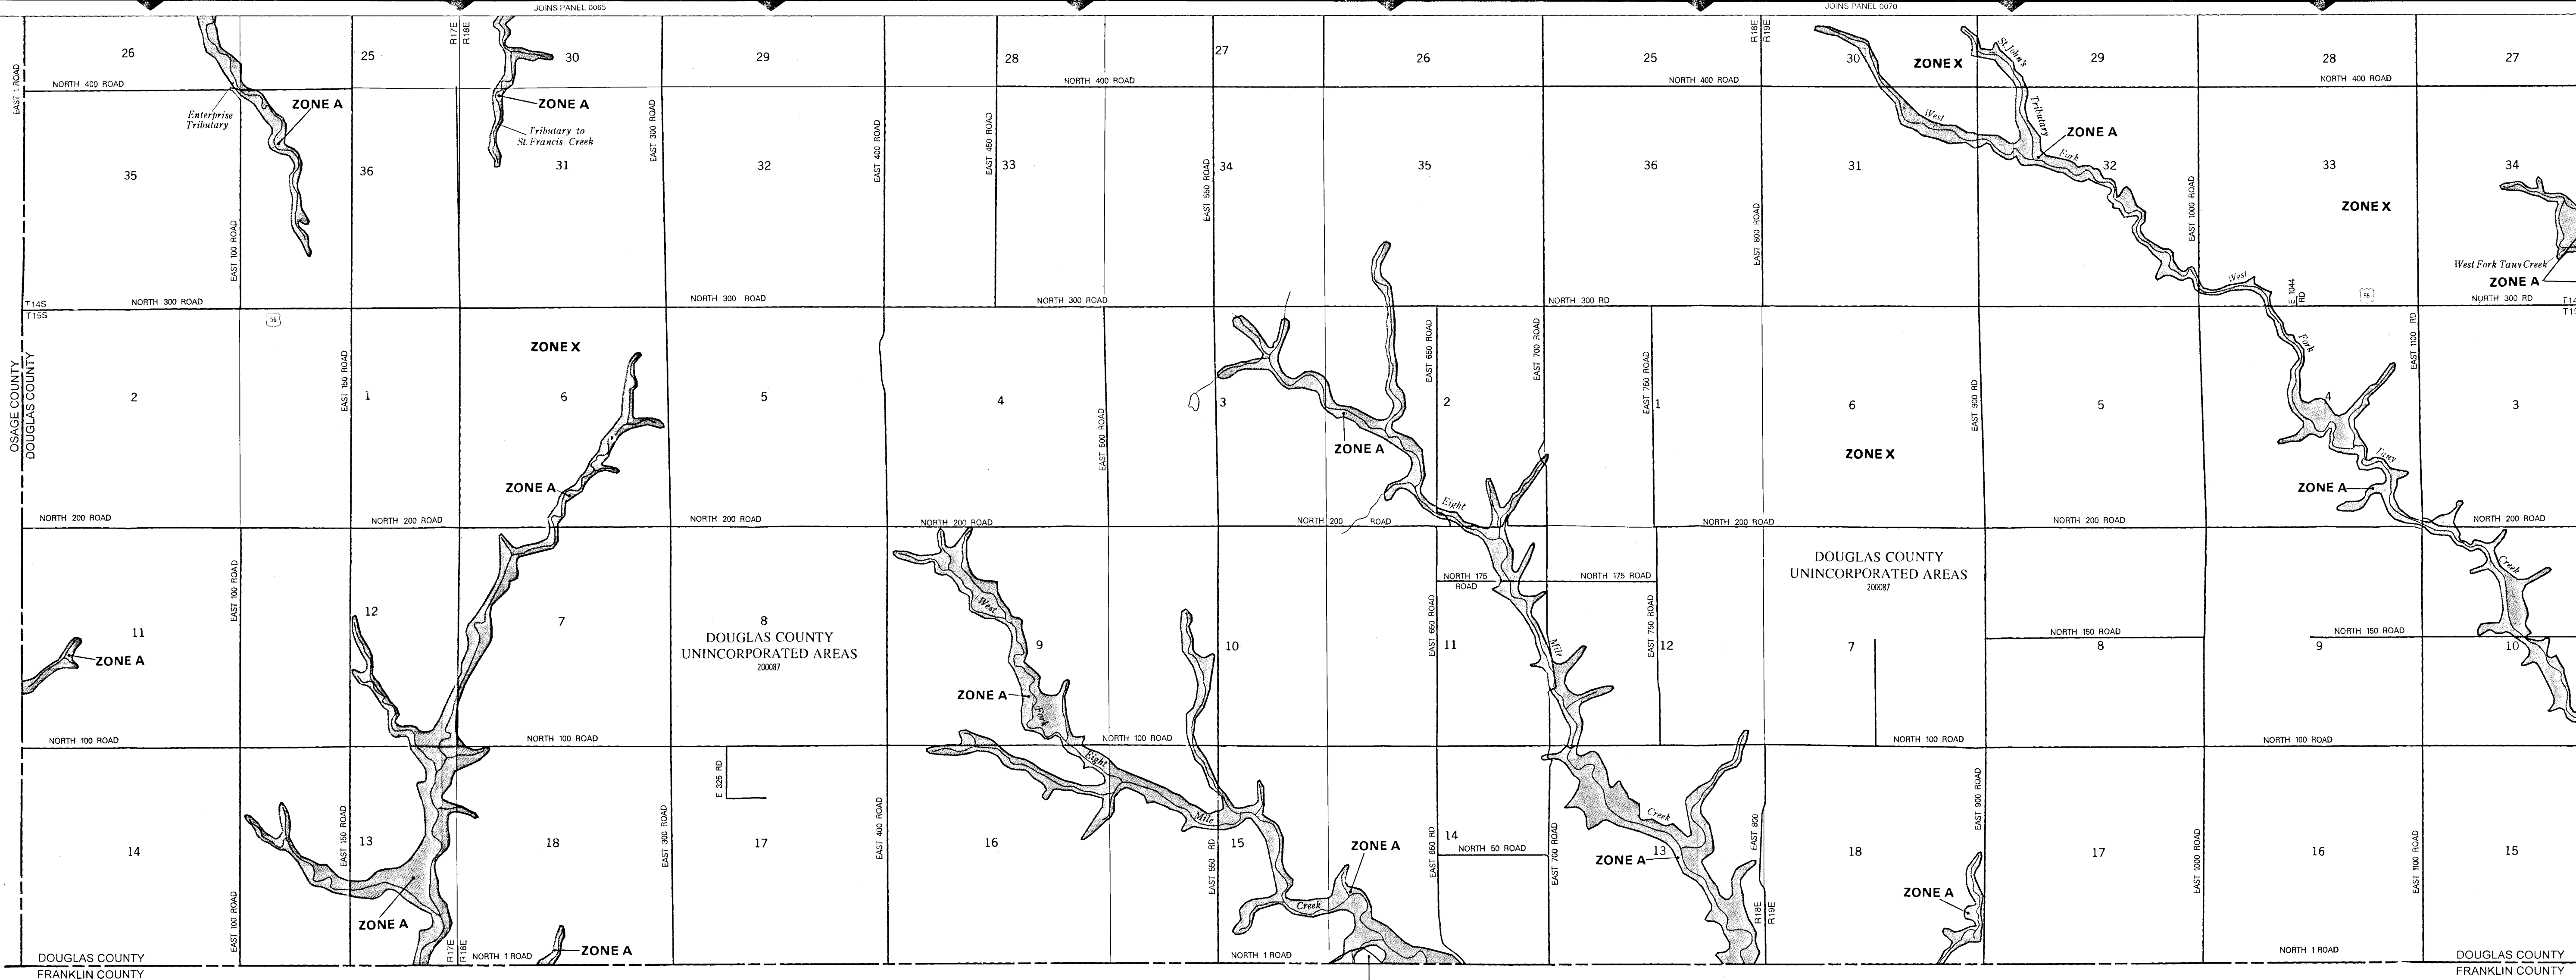 JOINS PANEL 0065
JOINS PANEL 0070
26
25
R17E
R18E
30
29
28
27
26
25
R18E
R19E
30
ZONE X
St. John's
Tributary
29
28
27
EAST 1 ROAD
NORTH 400 ROAD
NORTH 400 ROAD
NORTH 400 ROAD
NORTH 400 ROAD
Enterprise
Tributary
ZONE A
ZONE A
Tributary to
St. Francis Creek
EAST 300 ROAD
EAST 400 ROAD
EAST 450 ROAD
West
Fork
ZONE A
35
36
31
32
33
EAST 550 ROAD
34
35
36
31
32
33
34
EAST 100 ROAD
EAST 800 ROAD
EAST 1000 ROAD
ZONE X
West Fork Tauy Creek
ZONE A
T14S
T15S
NORTH 300 ROAD
NORTH 300 ROAD
NORTH 300 ROAD
NORTH 300 RD
West
E 1044
RD
56
NORTH 300 RD
T14
T15
56
OSAGE COUNTY
DOUGLAS COUNTY
ZONE X
EAST 150 ROAD
EAST 650 ROAD
EAST 700 ROAD
EAST 750 ROAD
EAST 900 RD
Fork
EAST 1100 RD
2
1
6
5
4
EAST 500 ROAD
3
2
1
6
5
4
3
ZONE A
ZONE X
Tauy
ZONE A
ZONE A
Eight
NORTH 200 ROAD
NORTH 200 ROAD
NORTH 200 ROAD
NORTH 200 ROAD
NORTH 200 ROAD
NORTH 200 ROAD
NORTH 200 ROAD
NORTH 200 ROAD
DOUGLAS COUNTY
UNINCORPORATED AREAS
200087
Creek
EAST 100 ROAD
NORTH 175
ROAD
NORTH 175 ROAD
West
11
12
7
8
DOUGLAS COUNTY
UNINCORPORATED AREAS
200087
9
10
EAST 650 ROAD
11
Mile
EAST 750 ROAD
12
7
NORTH 150 ROAD
8
NORTH 150 ROAD
9
10
ZONE A
ZONE A
Fork
NORTH 100 ROAD
NORTH 100 ROAD
NORTH 100 ROAD
NORTH 100 ROAD
NORTH 100 ROAD
Eight
E 325 RD
Mile
Creek
EAST 150 ROAD
EAST 300 ROAD
EAST 400 ROAD
EAST 550 RD
EAST 650 RD
EAST 700 ROAD
EAST 800
EAST 900 ROAD
EAST 1000 ROAD
EAST 1100 ROAD
14
13
18
17
16
15
ZONE A
14
NORTH 50 ROAD
ZONE A
13
18
17
16
15
EAST 100 ROAD
ZONE A
Creek
ZONE A
R17E
R18E
R18E
R19E
NORTH 1 ROAD
ZONE A
NORTH 1 ROAD
NORTH 1 ROAD
DOUGLAS COUNTY
FRANKLIN COUNTY
DOUGLAS COUNTY
FRANKLIN COUNTY